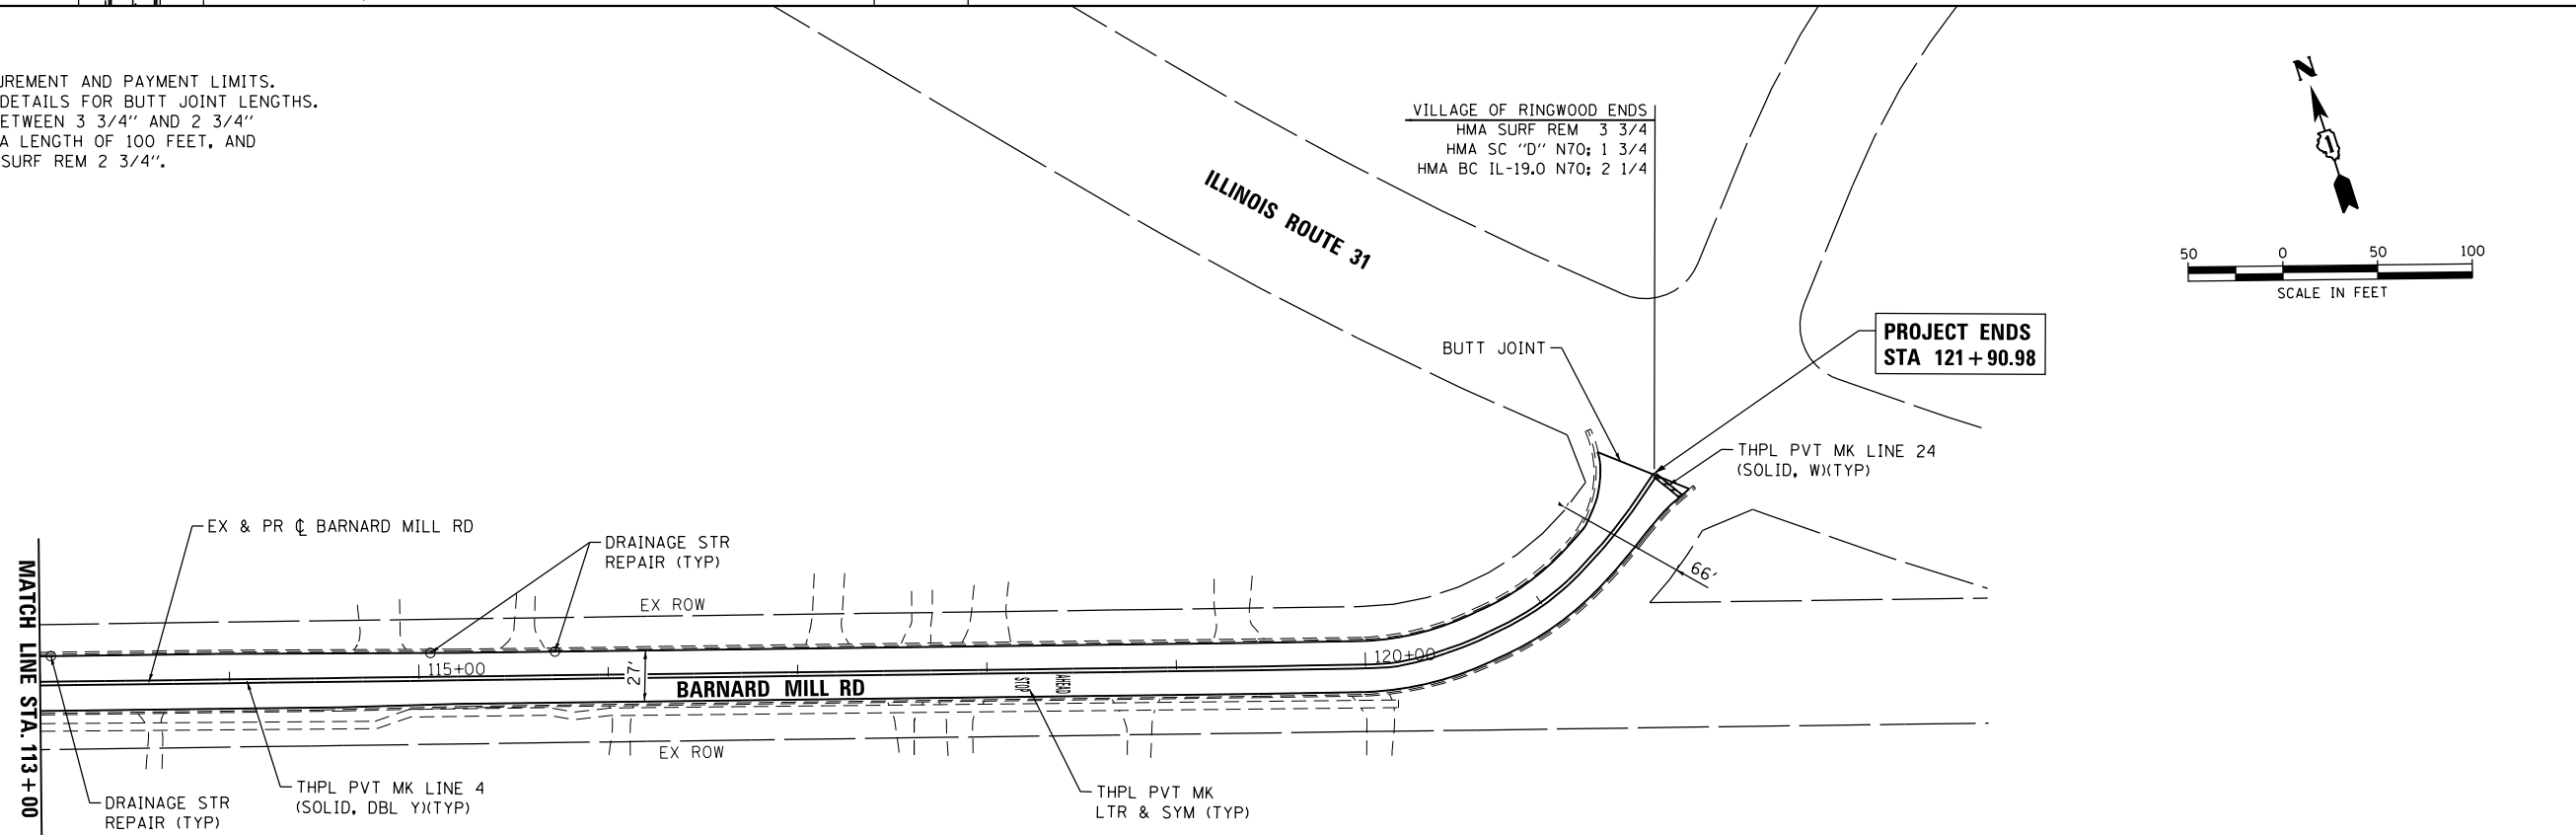 UREMENT AND PAYMENT LIMITS.
DETAILS FOR BUTT JOINT LENGTHS.
ETWEEN 3 3/4" AND 2 3/4"
A LENGTH OF 100 FEET, AND
SURF REM 2 3/4".
VILLAGE OF RINGWOOD ENDS
HMA SURF REM 3 3/4
HMA SC "D" N70; 1 3/4
HMA BC IL-19.0 N70; 2 1/4
N
1
ILLINOIS ROUTE 31
50 0 50 100
SCALE IN FEET
PROJECT ENDS
STA 121+90.98
BUTT JOINT
THPL PVT MK LINE 24
(SOLID, W)(TYP)
EX & PR ℄ BARNARD MILL RD
DRAINAGE STR
REPAIR (TYP)
66'
EX ROW
MATCH LINE STA. 113+00
115+00
120+00
27'
BARNARD MILL RD
STOP
AHEAD
EX ROW
THPL PVT MK LINE 4
(SOLID, DBL Y)(TYP)
THPL PVT MK
LTR & SYM (TYP)
DRAINAGE STR
REPAIR (TYP)